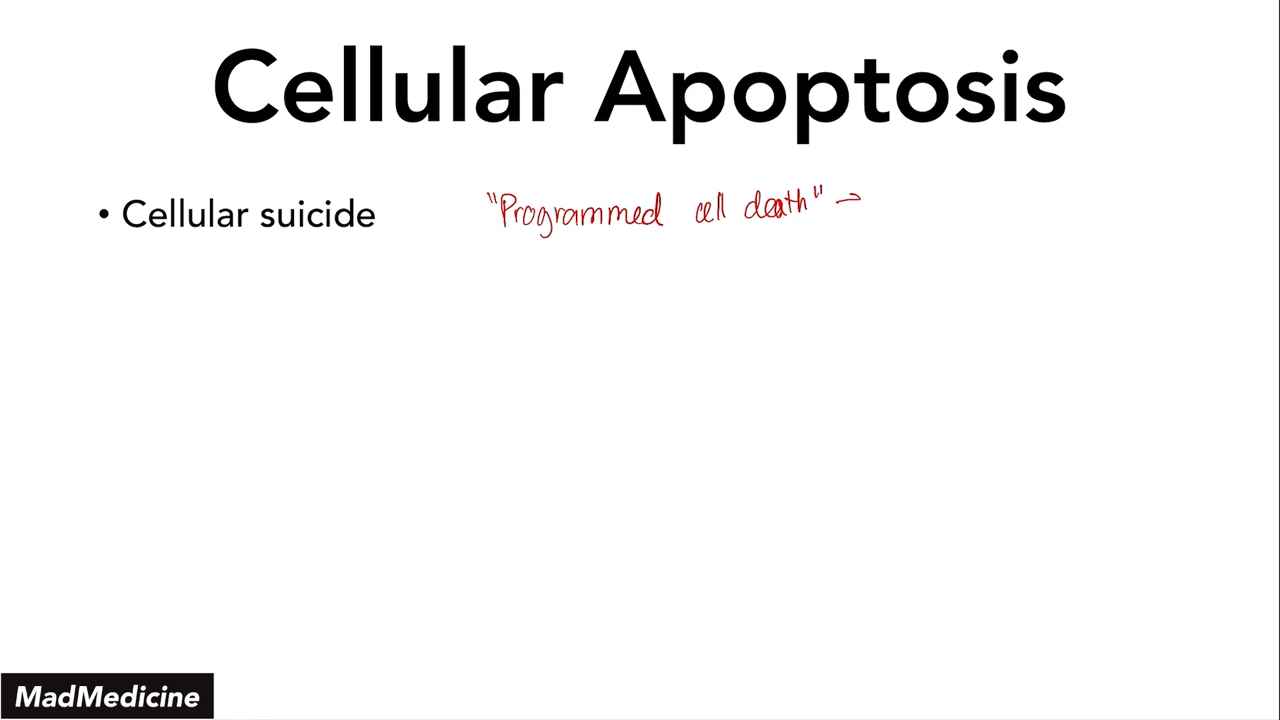 Cellular Apoptosis
• Cellular suicide "Programmed cell death" →
MadMedicine